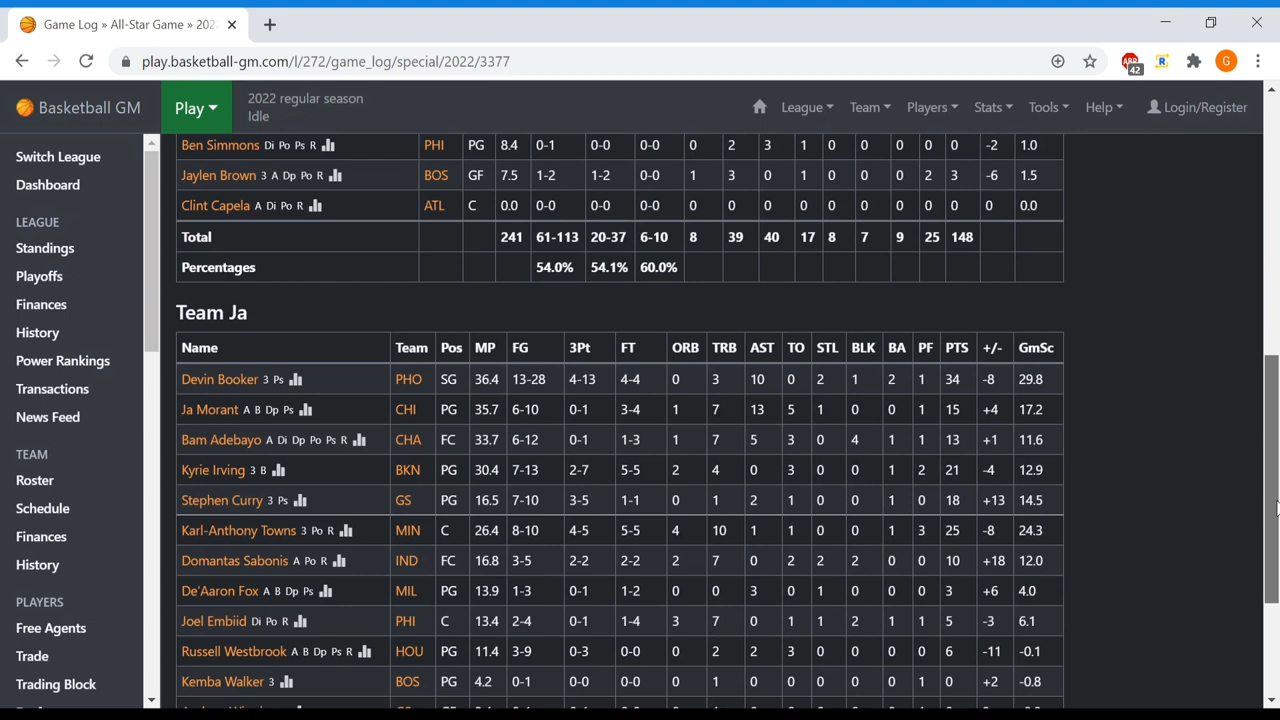 Game Log » All-Star Game » 202
play.basketball-gm.com/l/272/game_log/special/2022/3377
ABP
42
R
G
Basketball GM
Play
2022 regular season
Idle
League
Team
Players
Stats
Tools
Help
Login/Register
Switch League
Dashboard
LEAGUE
Standings
Playoffs
Finances
History
Power Rankings
Transactions
News Feed
TEAM
Roster
Schedule
Finances
History
PLAYERS
Free Agents
Trade
Trading Block
Ben Simmons Di Po Ps R PHI PG 8.4 0-1 0-0 0-0 0 2 3 1 0 0 0 0 0 -2 1.0
Jaylen Brown 3 A Dp Po R BOS GF 7.5 1-2 1-2 0-0 1 3 0 1 0 0 0 2 3 -6 1.5
Clint Capela A Di Po R ATL C 0.0 0-0 0-0 0-0 0 0 0 0 0 0 0 0 0 0 0.0
Total 241 61-113 20-37 6-10 8 39 40 17 8 7 9 25 148
Percentages 54.0% 54.1% 60.0%
Team Ja
Name Team Pos MP FG 3Pt FT ORB TRB AST TO STL BLK BA PF PTS +/- GmSc
Devin Booker 3 Ps PHO SG 36.4 13-28 4-13 4-4 0 3 10 0 2 1 2 1 34 -8 29.8
Ja Morant A B Dp Ps CHI PG 35.7 6-10 0-1 3-4 1 7 13 5 1 0 0 1 15 +4 17.2
Bam Adebayo A Di Dp Po Ps R CHA FC 33.7 6-12 0-1 1-3 1 7 5 3 0 4 1 1 13 +1 11.6
Kyrie Irving 3 B BKN PG 30.4 7-13 2-7 5-5 2 4 0 3 0 0 1 2 21 -4 12.9
Stephen Curry 3 Ps GS PG 16.5 7-10 3-5 1-1 0 1 2 1 0 0 1 0 18 +13 14.5
Karl-Anthony Towns 3 Po R MIN C 26.4 8-10 4-5 5-5 4 10 1 1 0 0 1 3 25 -8 24.3
Domantas Sabonis A Po R IND FC 16.8 3-5 2-2 2-2 2 7 0 2 2 2 0 0 10 +18 12.0
De'Aaron Fox A B Dp Ps MIL PG 13.9 1-3 0-1 1-2 0 0 3 0 1 0 0 0 3 +6 4.0
Joel Embiid Di Po R PHI C 13.4 2-4 0-1 1-4 3 7 0 1 1 2 1 1 5 -3 6.1
Russell Westbrook A B Dp Ps R HOU PG 11.4 3-9 0-3 0-0 0 2 2 3 0 0 0 0 6 -11 -0.1
Kemba Walker 3 BOS PG 4.2 0-1 0-0 0-0 0 1 0 0 0 0 0 1 0 +2 -0.8